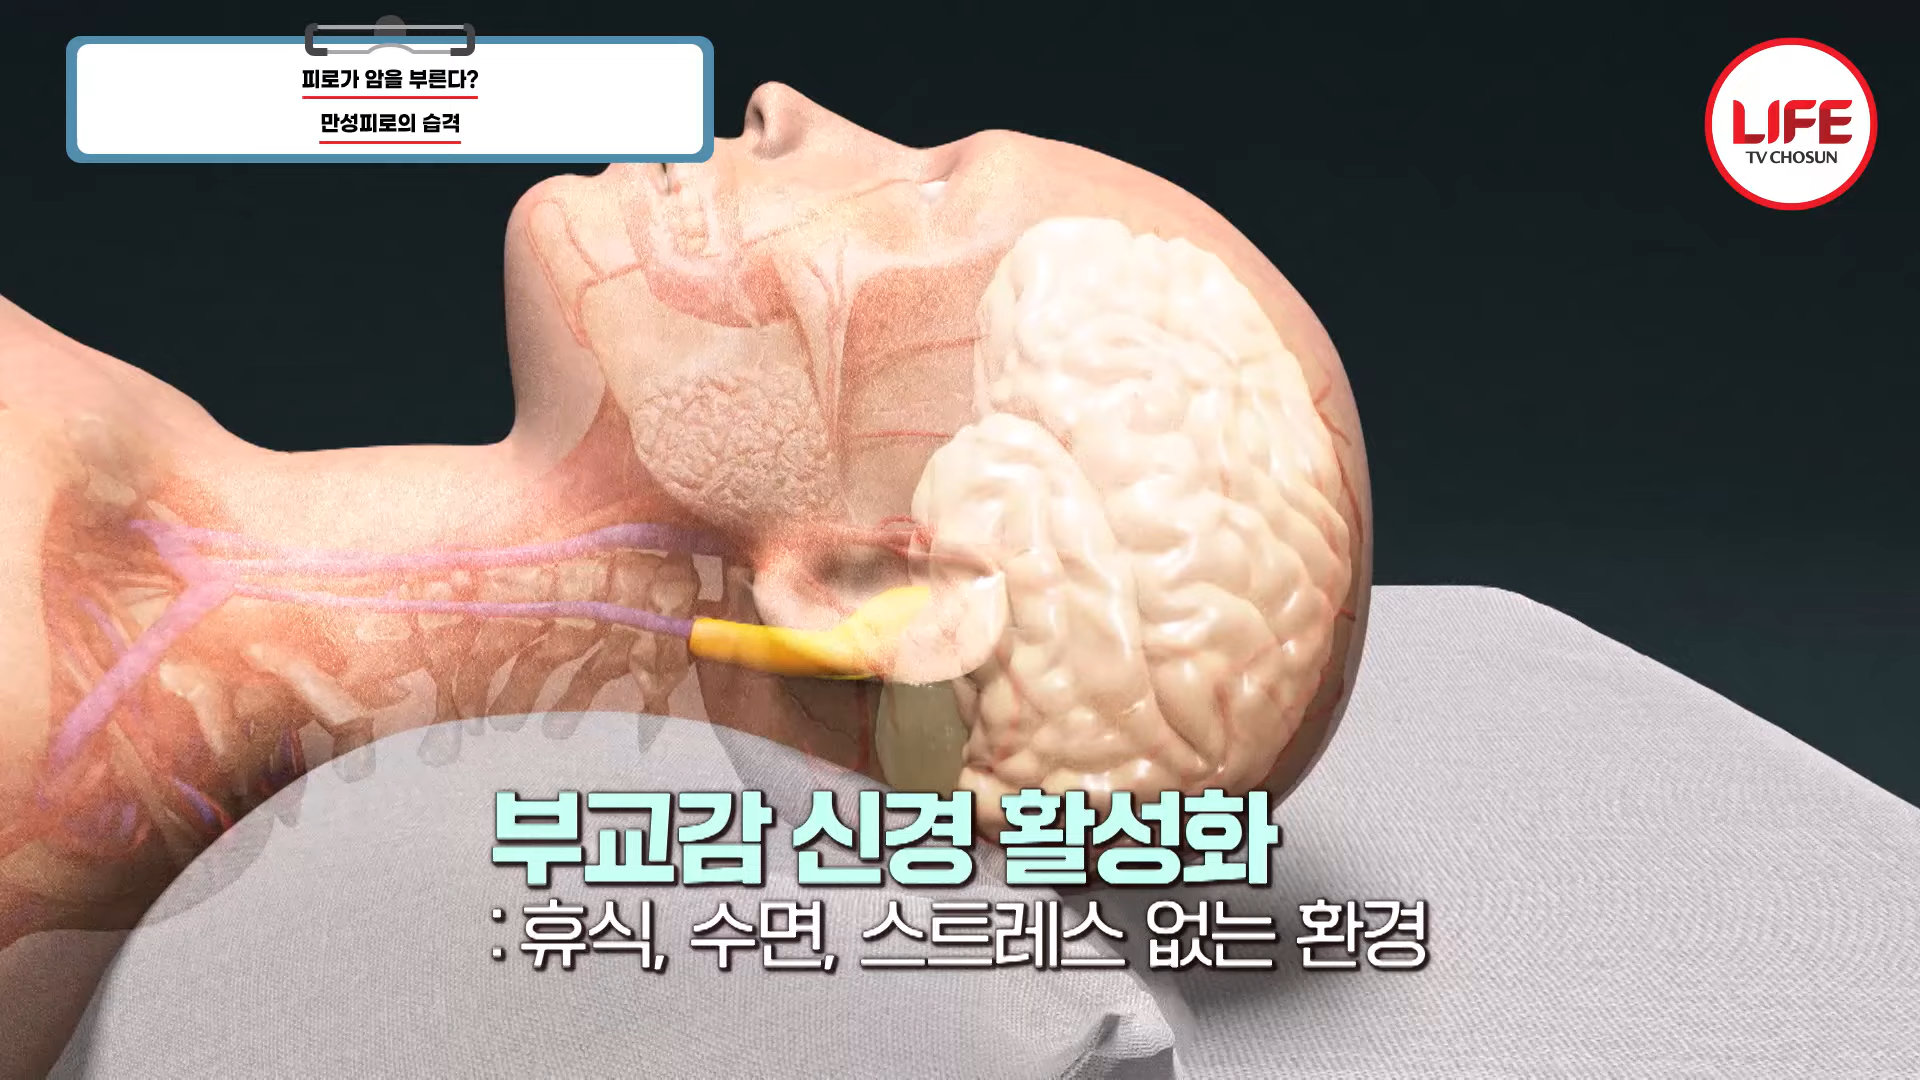 피로가 암을 부른다?
만성피로의 습격
LIFE
TV CHOSUN
부교감 신경 활성화
: 휴식, 수면, 스트레스 없는 환경